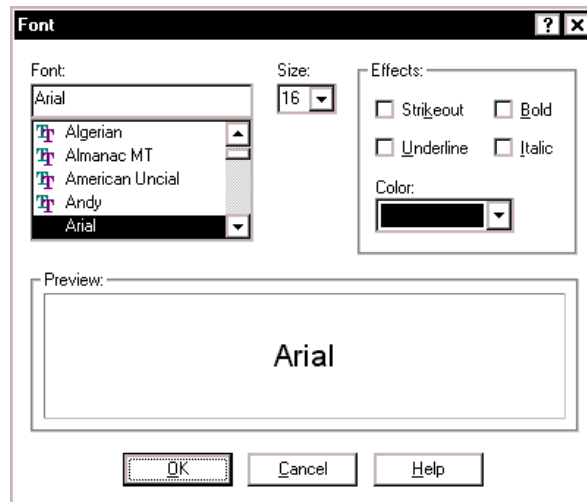 Font
Font:
Arial
Algerian
Almanac MT
American Uncial
Andy
Arial
Size:
16
Effects:
Strikeout
Bold
Underline
Italic
Color:
Preview:
Arial
OK
Cancel
Help